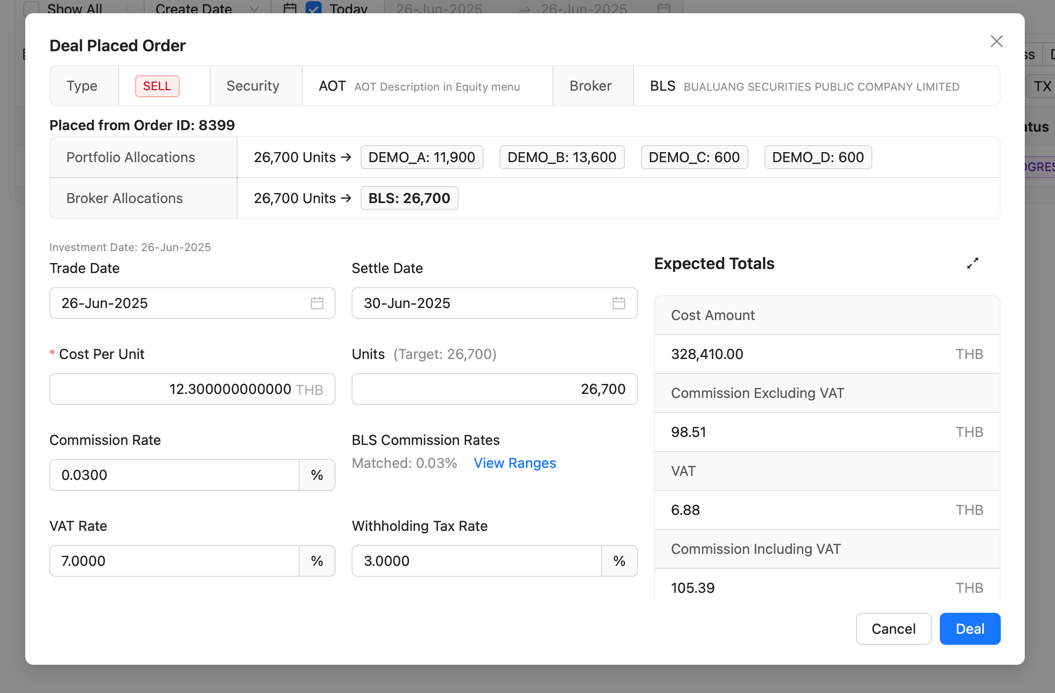 Show All Create Date Today 26-Jun-2025 → 26-Jun-2025
Deal Placed Order
Type SELL Security AOT AOT Description in Equity menu Broker BLS BUALUANG SECURITIES PUBLIC COMPANY LIMITED
TX
Placed from Order ID: 8399
Portfolio Allocations 26,700 Units → DEMO_A: 11,900 DEMO_B: 13,600 DEMO_C: 600 DEMO_D: 600
Broker Allocations 26,700 Units → BLS: 26,700
Investment Date: 26-Jun-2025
Trade Date Settle Date
26-Jun-2025 30-Jun-2025
* Cost Per Unit Units (Target: 26,700)
12.300000000000 THB 26,700
Commission Rate BLS Commission Rates
Matched: 0.03% View Ranges
0.0300 %
VAT Rate Withholding Tax Rate
7.0000 % 3.0000 %
Expected Totals
Cost Amount
328,410.00 THB
Commission Excluding VAT
98.51 THB
VAT
6.88 THB
Commission Including VAT
105.39 THB
Cancel Deal